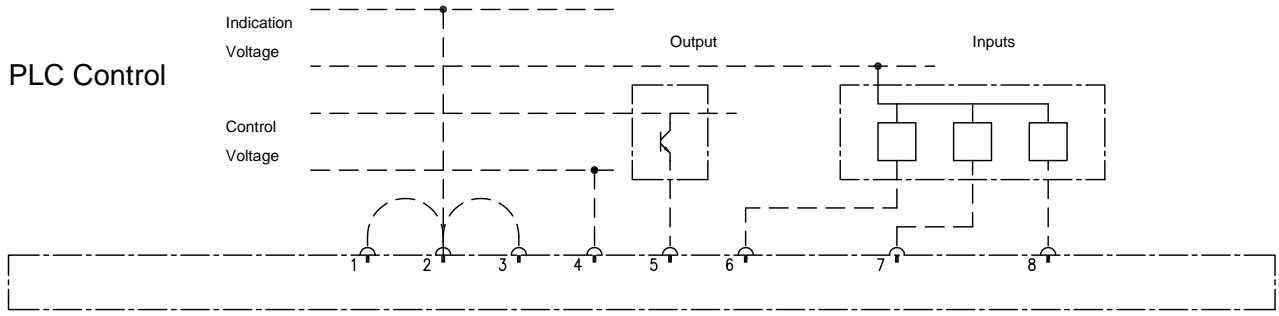 Indication
Voltage
Output
Inputs
PLC Control
Control
Voltage
1 2 3 4 5 6 7 8